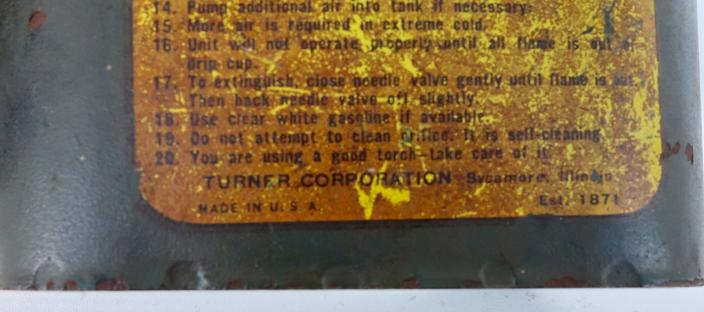 14. Pump additional air into tank if necessary.
15. More air is required in extreme cold.
16. Unit will not operate properly until all flame is out of
drip cup.
17. To extinguish, close needle valve gently until flame is out.
Then back needle valve off slightly.
18. Use clear white gasoline if available.
19. Do not attempt to clean orifice. It is self-cleaning
20. You are using a good torch—take care of it
TURNER CORPORATION Sycamore, Illinois
MADE IN U. S. A. Est. 1871